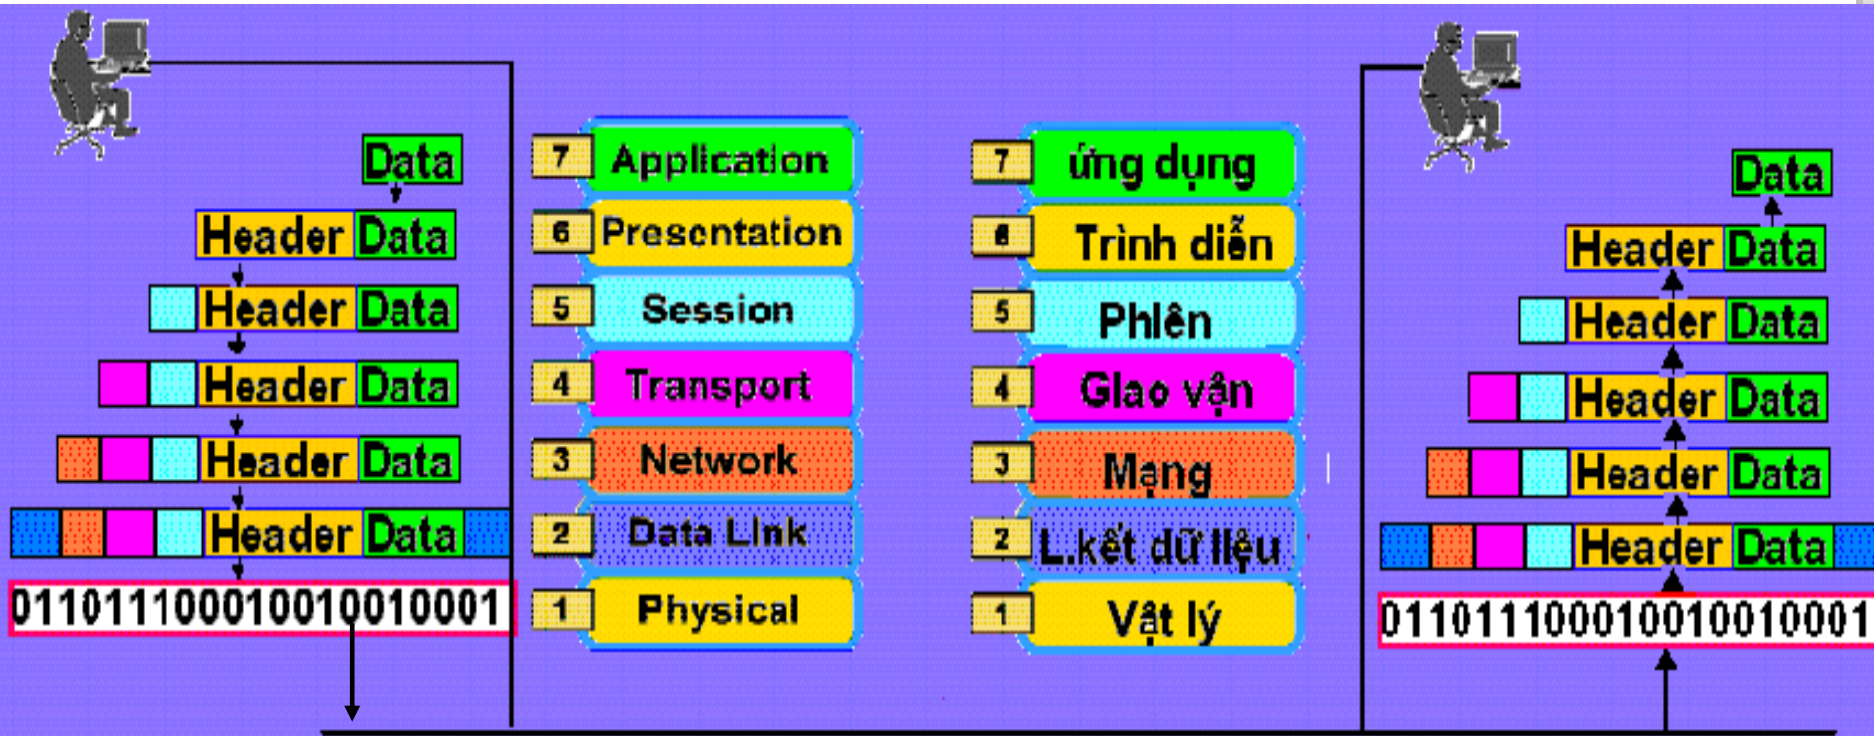 Data
Header Data
Header Data
Header Data
Header Data
Header Data
011011100010010010001
7 Application
6 Presentation
5 Session
4 Transport
3 Network
2 Data Link
1 Physical
7 ứng dụng
6 Trình diễn
5 Phiên
4 Giao vận
3 Mạng
2 L.kết dữ liệu
1 Vật lý
Data
Header Data
Header Data
Header Data
Header Data
Header Data
011011100010010010001